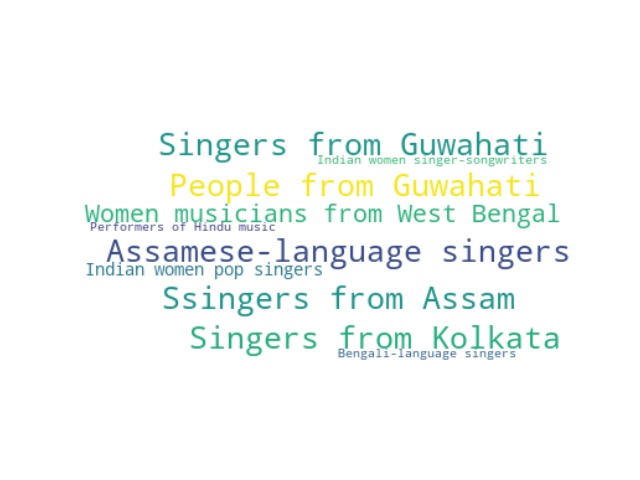 Singers from Guwahati
Indian women singer-songwriters
People from Guwahati
Women musicians from West Bengal
Performers of Hindu music
Assamese-language singers
Indian women pop singers
Ssingers from Assam
Singers from Kolkata
Bengali-language singers